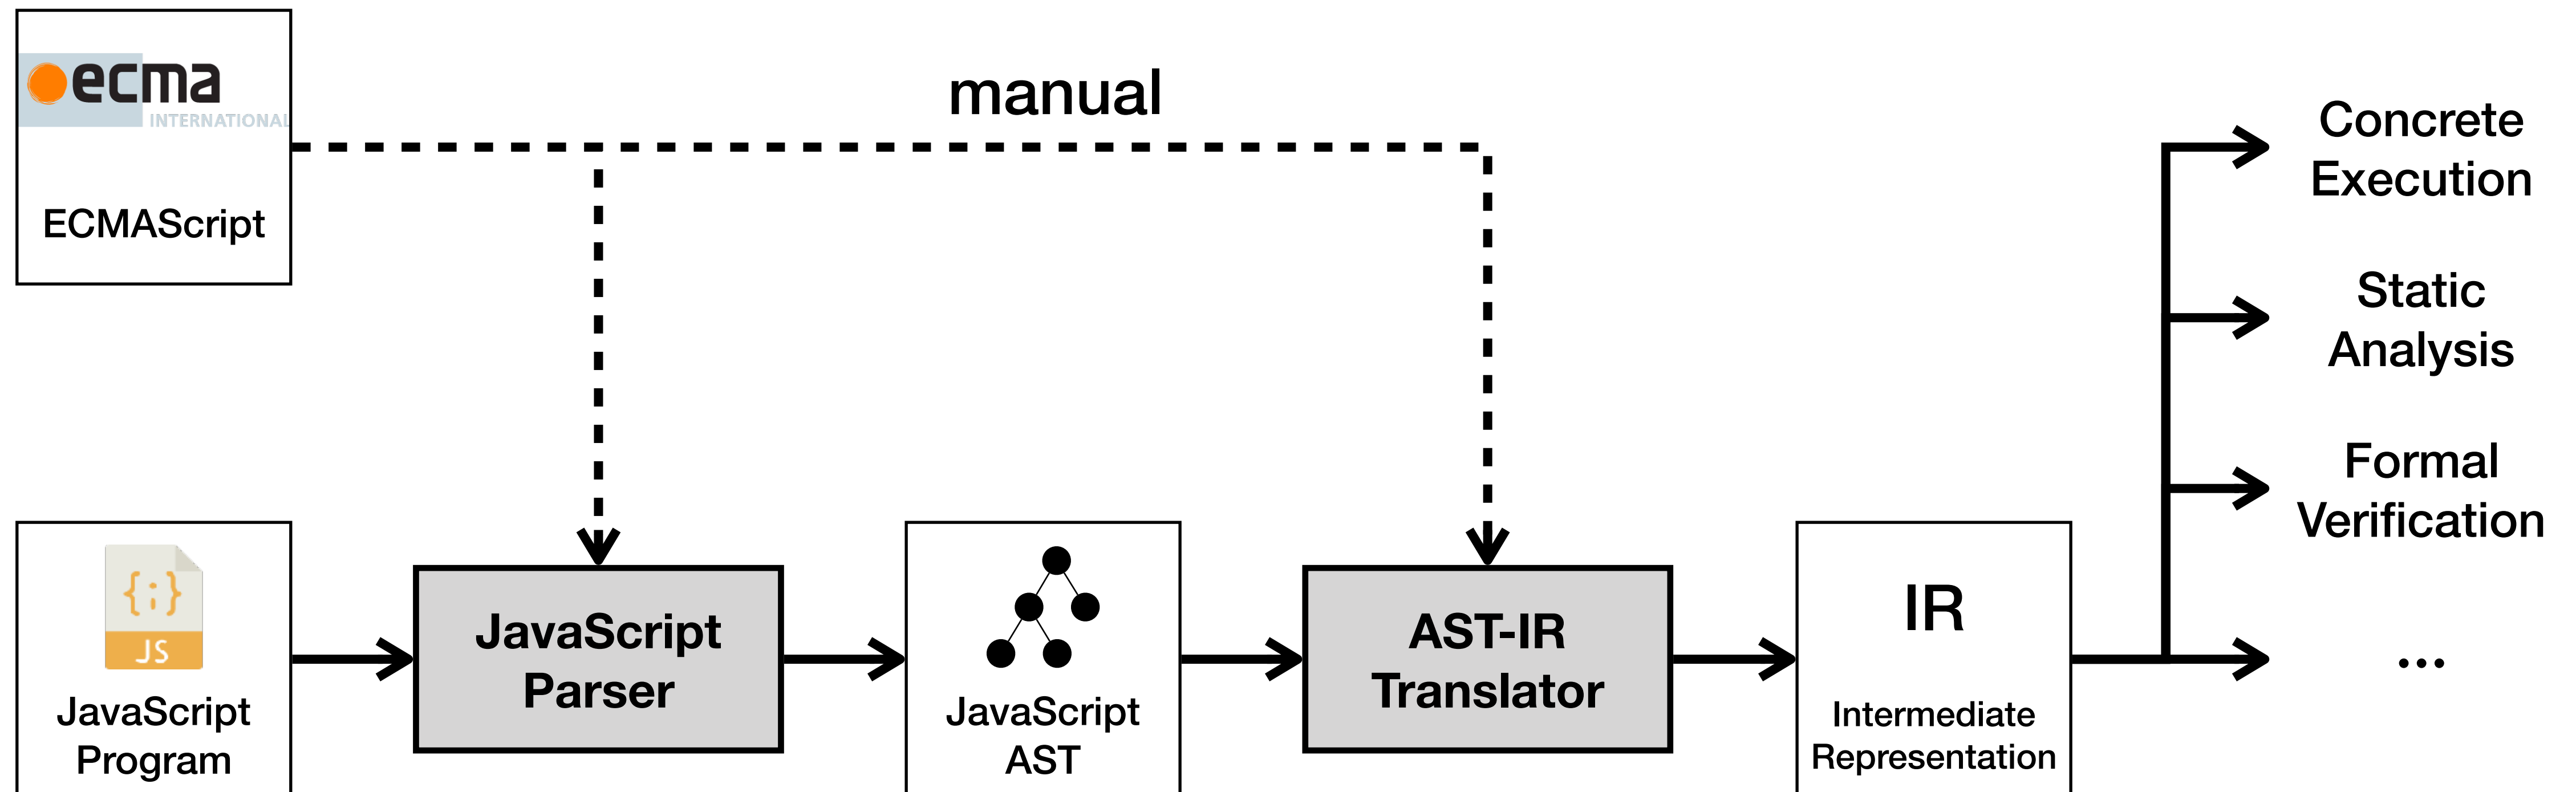 ecma
INTERNATIONAL
ECMAScript
manual
Concrete
Execution
Static
Analysis
Formal
Verification
...
{;}
JS
JavaScript
Program
JavaScript
Parser
JavaScript
AST
AST-IR
Translator
IR
Intermediate
Representation